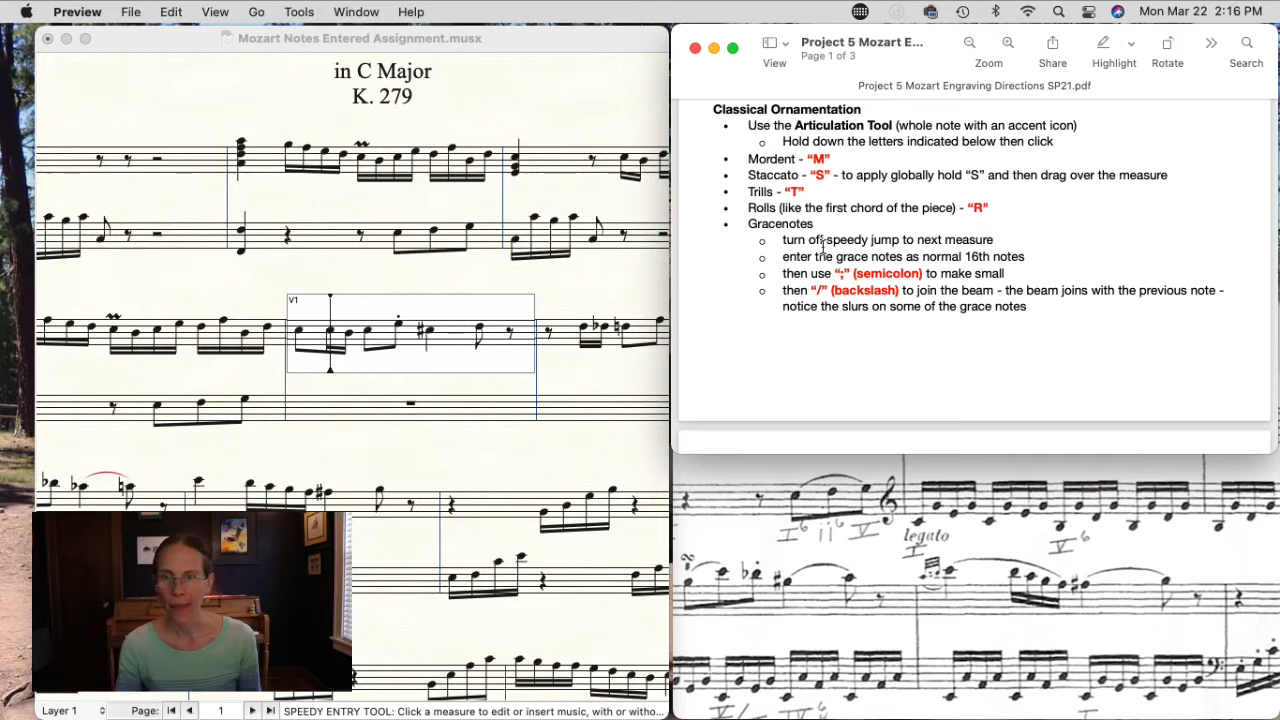 Preview File Edit View Go Tools Window Help
Mon Mar 22 2:16 PM
Mozart Notes Entered Assignment.musx
in C Major
K. 279
V1
Layer 1
Page:
1
SPEEDY ENTRY TOOL: Click a measure to edit or insert music, with or witho...
Project 5 Mozart E...
Page 1 of 3
View
Zoom
Share
Highlight
Rotate
Search
Project 5 Mozart Engraving Directions SP21.pdf
Classical Ornamentation
• Use the Articulation Tool (whole note with an accent icon)
o Hold down the letters indicated below then click
• Mordent - “M”
• Staccato - “S” - to apply globally hold “S” and then drag over the measure
• Trills - “T”
• Rolls (like the first chord of the piece) - “R"
• Gracenotes
o turn off speedy jump to next measure
o enter the grace notes as normal 16th notes
o then use “;” (semicolon) to make small
o then “/” (backslash) to join the beam - the beam joins with the previous note -
notice the slurs on some of the grace notes
I6 ii6 V
legato
I V6